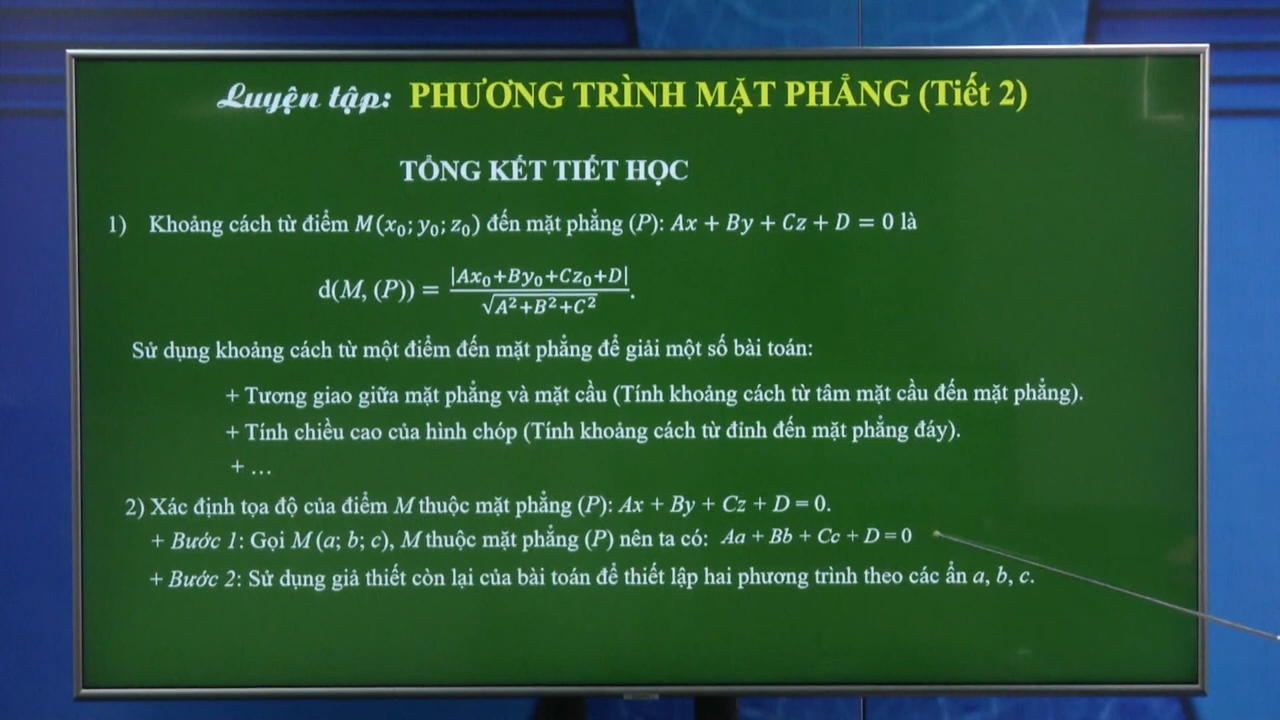 Luyện tập: PHƯƠNG TRÌNH MẶT PHẲNG (Tiết 2)
TỔNG KẾT TIẾT HỌC
1) Khoảng cách từ điểm M(x₀; y₀; z₀) đến mặt phẳng (P): Ax + By + Cz + D = 0 là
d(M, (P)) = |Ax₀+By₀+Cz₀+D| / √(A²+B²+C²).
Sử dụng khoảng cách từ một điểm đến mặt phẳng để giải một số bài toán:
+ Tương giao giữa mặt phẳng và mặt cầu (Tính khoảng cách từ tâm mặt cầu đến mặt phẳng).
+ Tính chiều cao của hình chóp (Tính khoảng cách từ đỉnh đến mặt phẳng đáy).
+ …
2) Xác định tọa độ của điểm M thuộc mặt phẳng (P): Ax + By + Cz + D = 0.
+ Bước 1: Gọi M (a; b; c), M thuộc mặt phẳng (P) nên ta có: Aa + Bb + Cc + D = 0
+ Bước 2: Sử dụng giả thiết còn lại của bài toán để thiết lập hai phương trình theo các ẩn a, b, c.